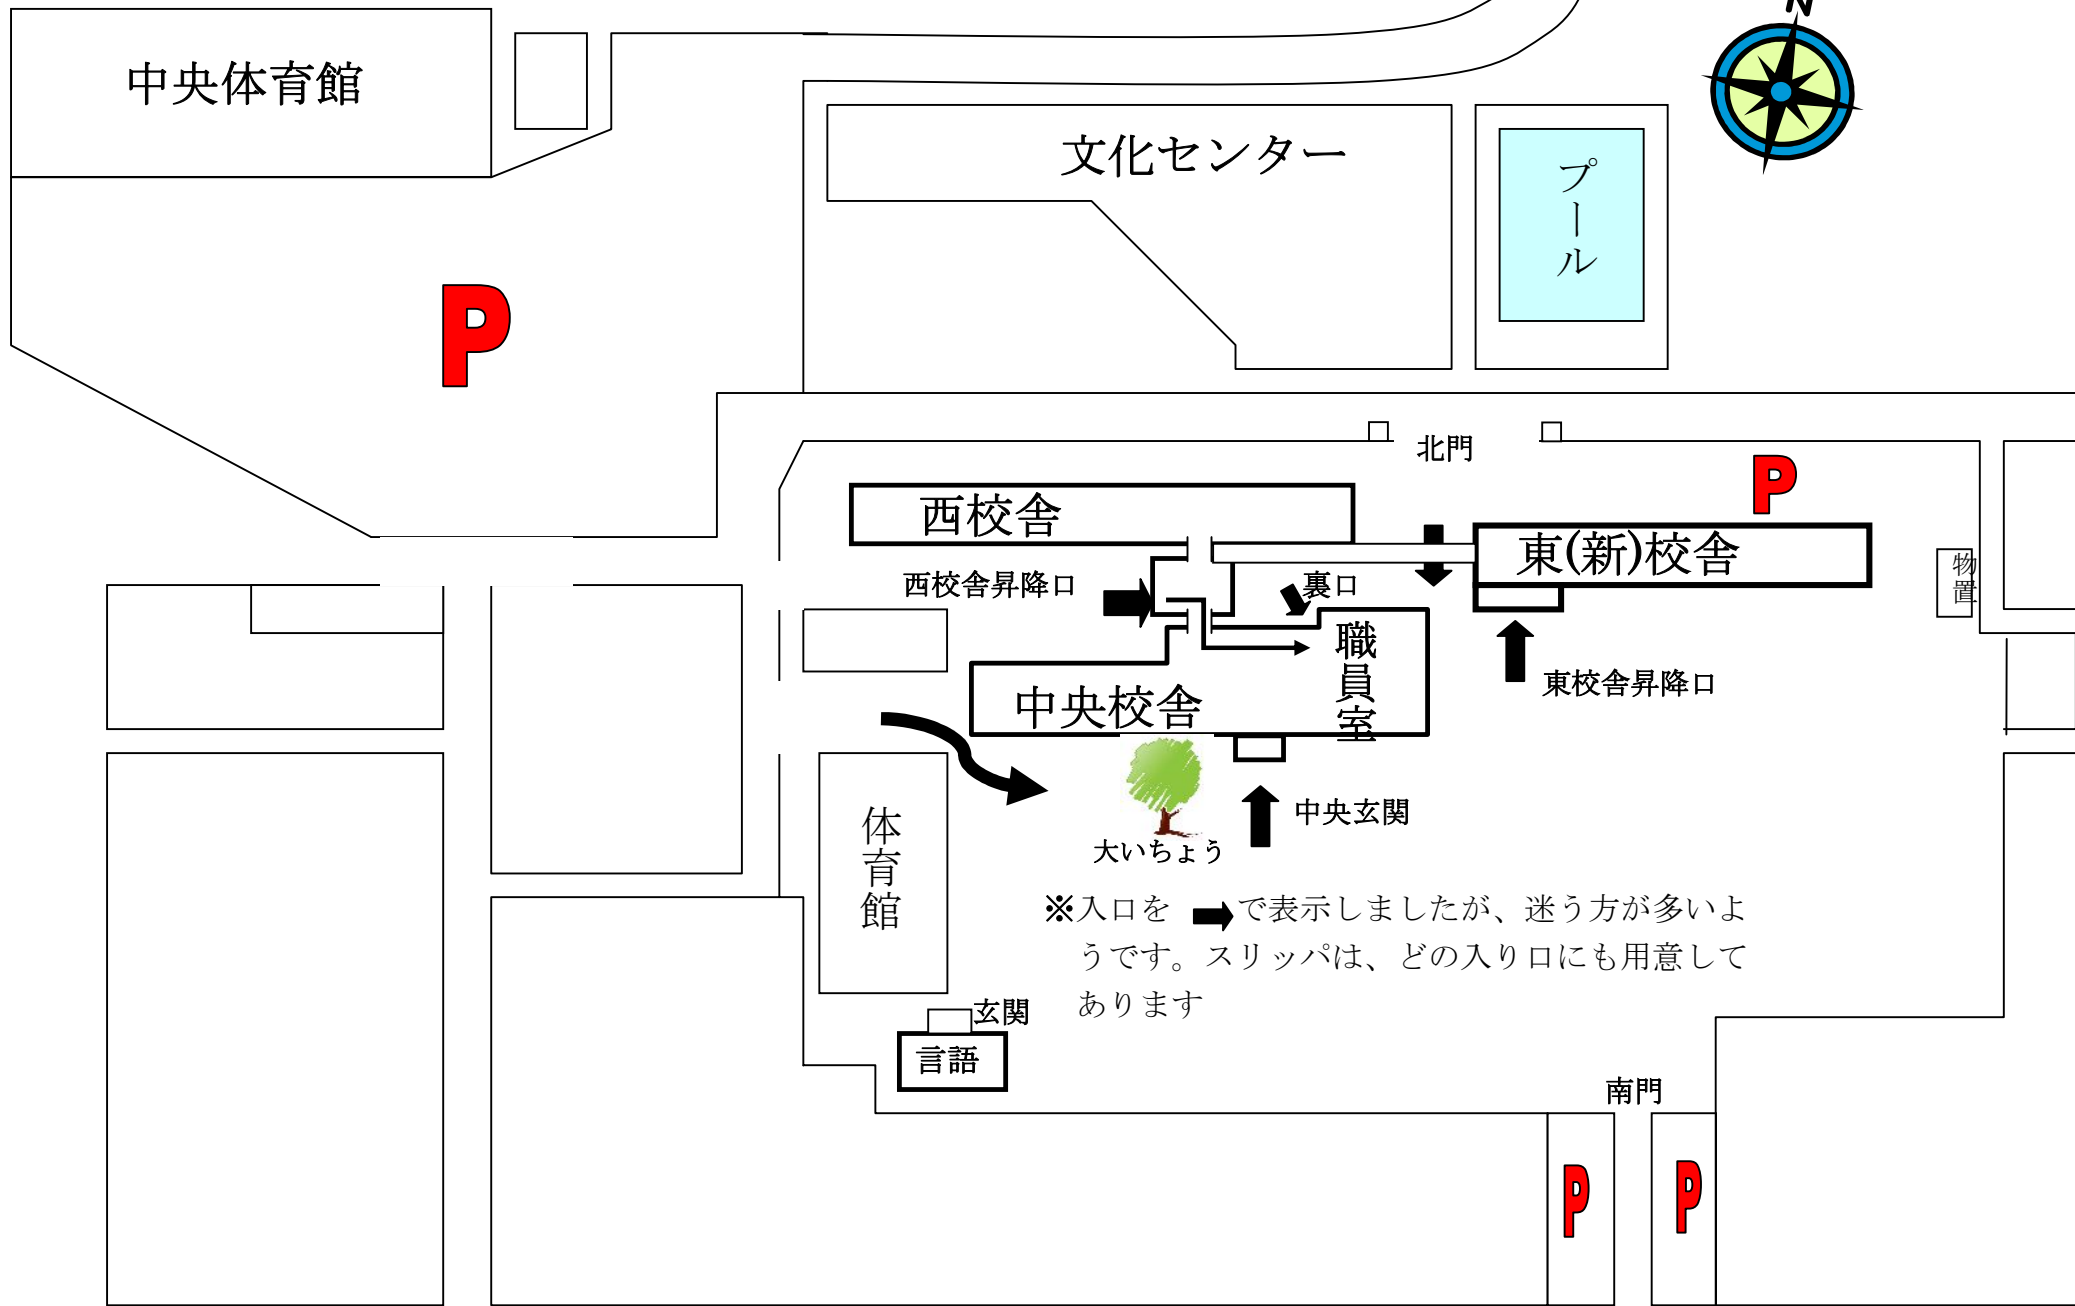 N
中央体育館
文化センター
プール
P
北門
P
西校舎
東(新)校舎
物置
西校舎昇降口
裏口
職員室
東校舎昇降口
中央校舎
中央玄関
大いちょう
体育館
※入口を で表示しましたが、迷う方が多いよ
うです。スリッパは、どの入り口にも用意して
あります
玄関
言語
南門
P
P